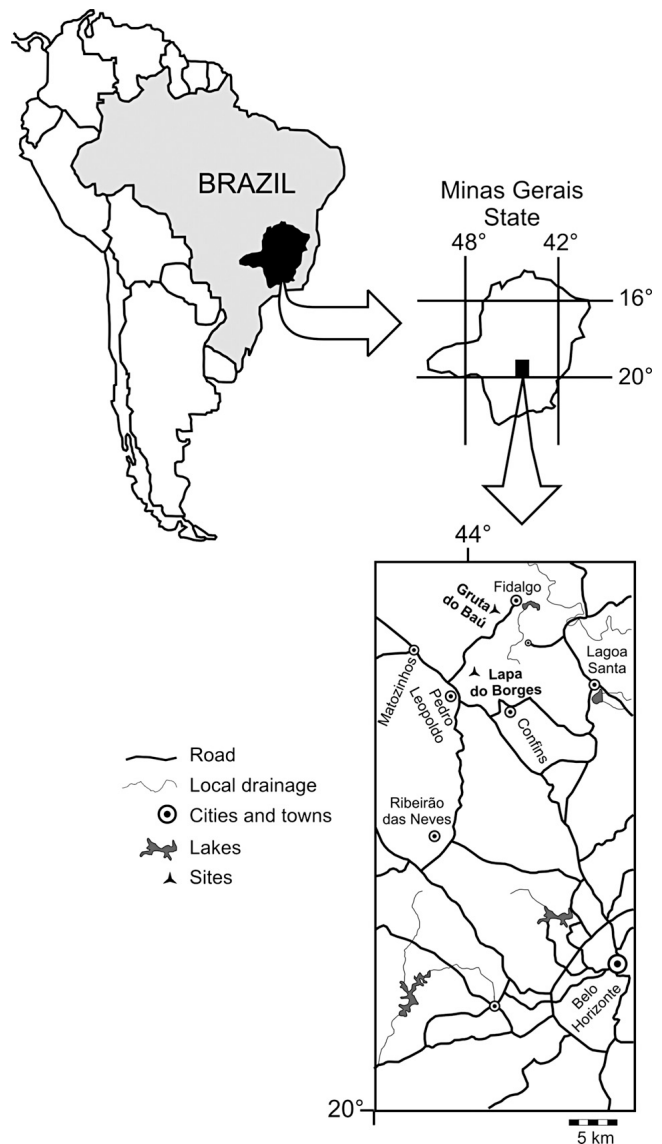 BRAZIL
Minas Gerais
State
48°
42°
16°
20°
44°
Fidalgo
Gruta
do Baú
Lagoa
Santa
Matozinhos
Lapa
do Borges
Pedro
Leopoldo
Confins
Road
Local drainage
Cities and towns
Lakes
Sites
Ribeirão
das Neves
Belo
Horizonte
20°
5 km